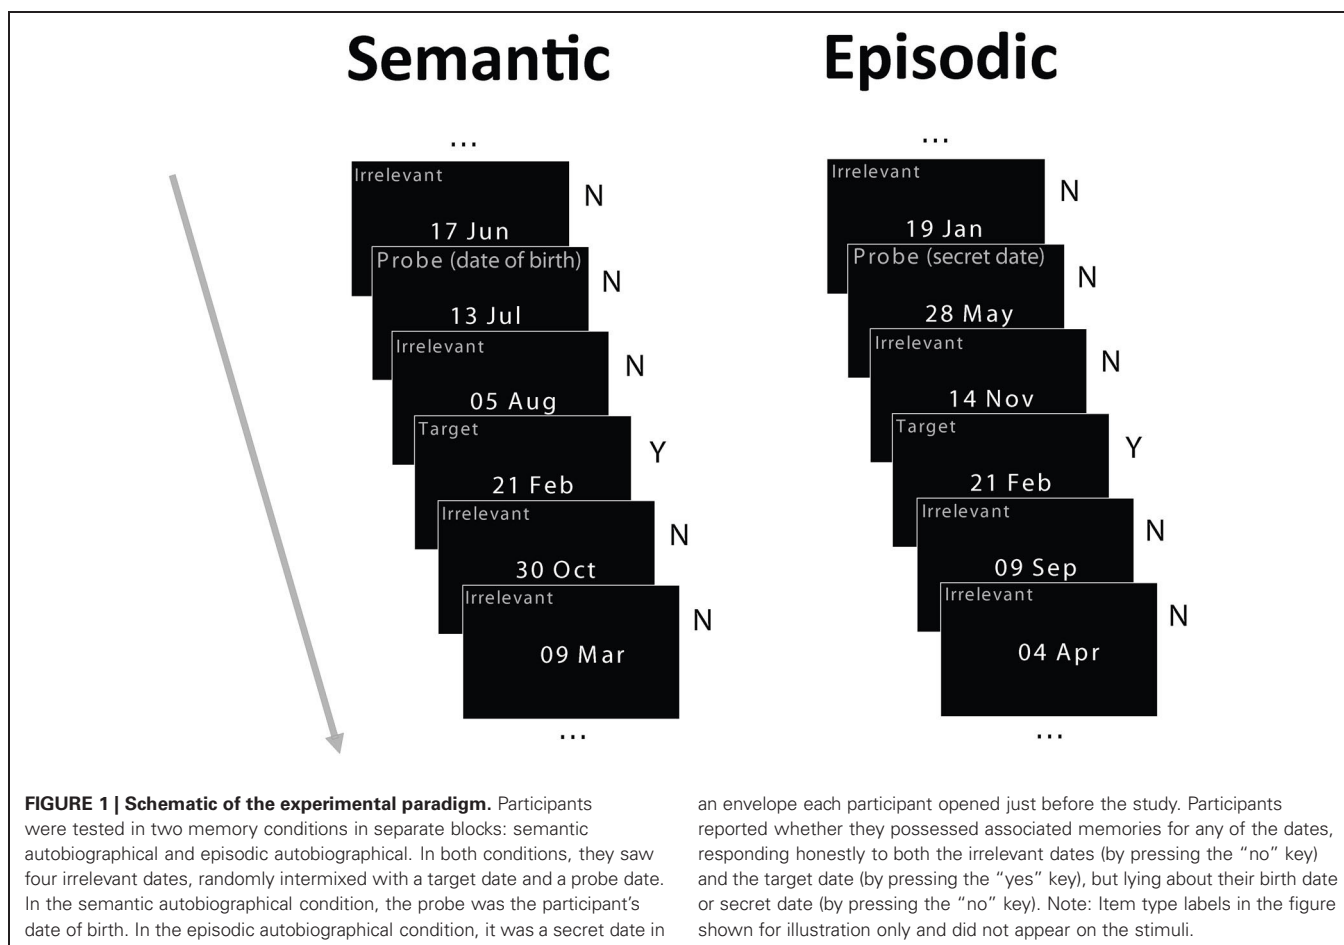 Semantic
...
Irrelevant
N
17 Jun
Probe (date of birth)
N
13 Jul
Irrelevant
N
05 Aug
Target
Y
21 Feb
Irrelevant
N
30 Oct
Irrelevant
N
09 Mar
...
Episodic
...
Irrelevant
N
19 Jan
Probe (secret date)
N
28 May
Irrelevant
N
14 Nov
Target
Y
21 Feb
Irrelevant
N
09 Sep
Irrelevant
N
04 Apr
...
FIGURE 1 | Schematic of the experimental paradigm. Participants
were tested in two memory conditions in separate blocks: semantic
autobiographical and episodic autobiographical. In both conditions, they saw
four irrelevant dates, randomly intermixed with a target date and a probe date.
In the semantic autobiographical condition, the probe was the participant's
date of birth. In the episodic autobiographical condition, it was a secret date in
an envelope each participant opened just before the study. Participants
reported whether they possessed associated memories for any of the dates,
responding honestly to both the irrelevant dates (by pressing the “no” key)
and the target date (by pressing the “yes” key), but lying about their birth date
or secret date (by pressing the “no” key). Note: Item type labels in the figure
shown for illustration only and did not appear on the stimuli.